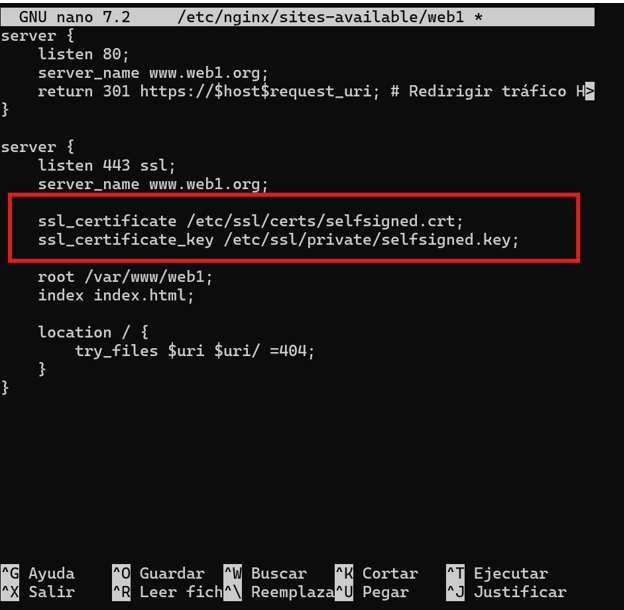 GNU nano 7.2 /etc/nginx/sites-available/web1 *
server {
    listen 80;
    server_name www.web1.org;
    return 301 https://$host$request_uri; # Redirigir tráfico H>
}

server {
    listen 443 ssl;
    server_name www.web1.org;

    ssl_certificate /etc/ssl/certs/selfsigned.crt;
    ssl_certificate_key /etc/ssl/private/selfsigned.key;

    root /var/www/web1;
    index index.html;

    location / {
        try_files $uri $uri/ =404;
    }
}

^G Ayuda ^O Guardar ^W Buscar ^K Cortar ^T Ejecutar
^X Salir ^R Leer fich^\ Reemplaza^U Pegar ^J Justificar